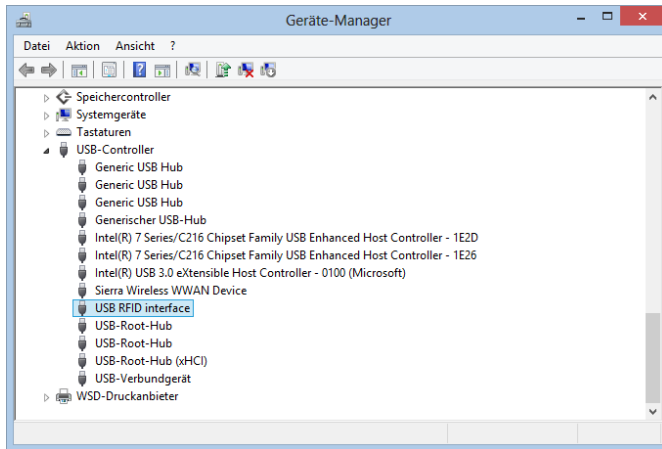 Geräte-Manager
Datei Aktion Ansicht ?
Speichercontroller
Systemgeräte
Tastaturen
USB-Controller
Generic USB Hub
Generic USB Hub
Generic USB Hub
Generischer USB-Hub
Intel(R) 7 Series/C216 Chipset Family USB Enhanced Host Controller - 1E2D
Intel(R) 7 Series/C216 Chipset Family USB Enhanced Host Controller - 1E26
Intel(R) USB 3.0 eXtensible Host Controller - 0100 (Microsoft)
Sierra Wireless WWAN Device
USB RFID interface
USB-Root-Hub
USB-Root-Hub
USB-Root-Hub (xHCI)
USB-Verbundgerät
WSD-Druckanbieter